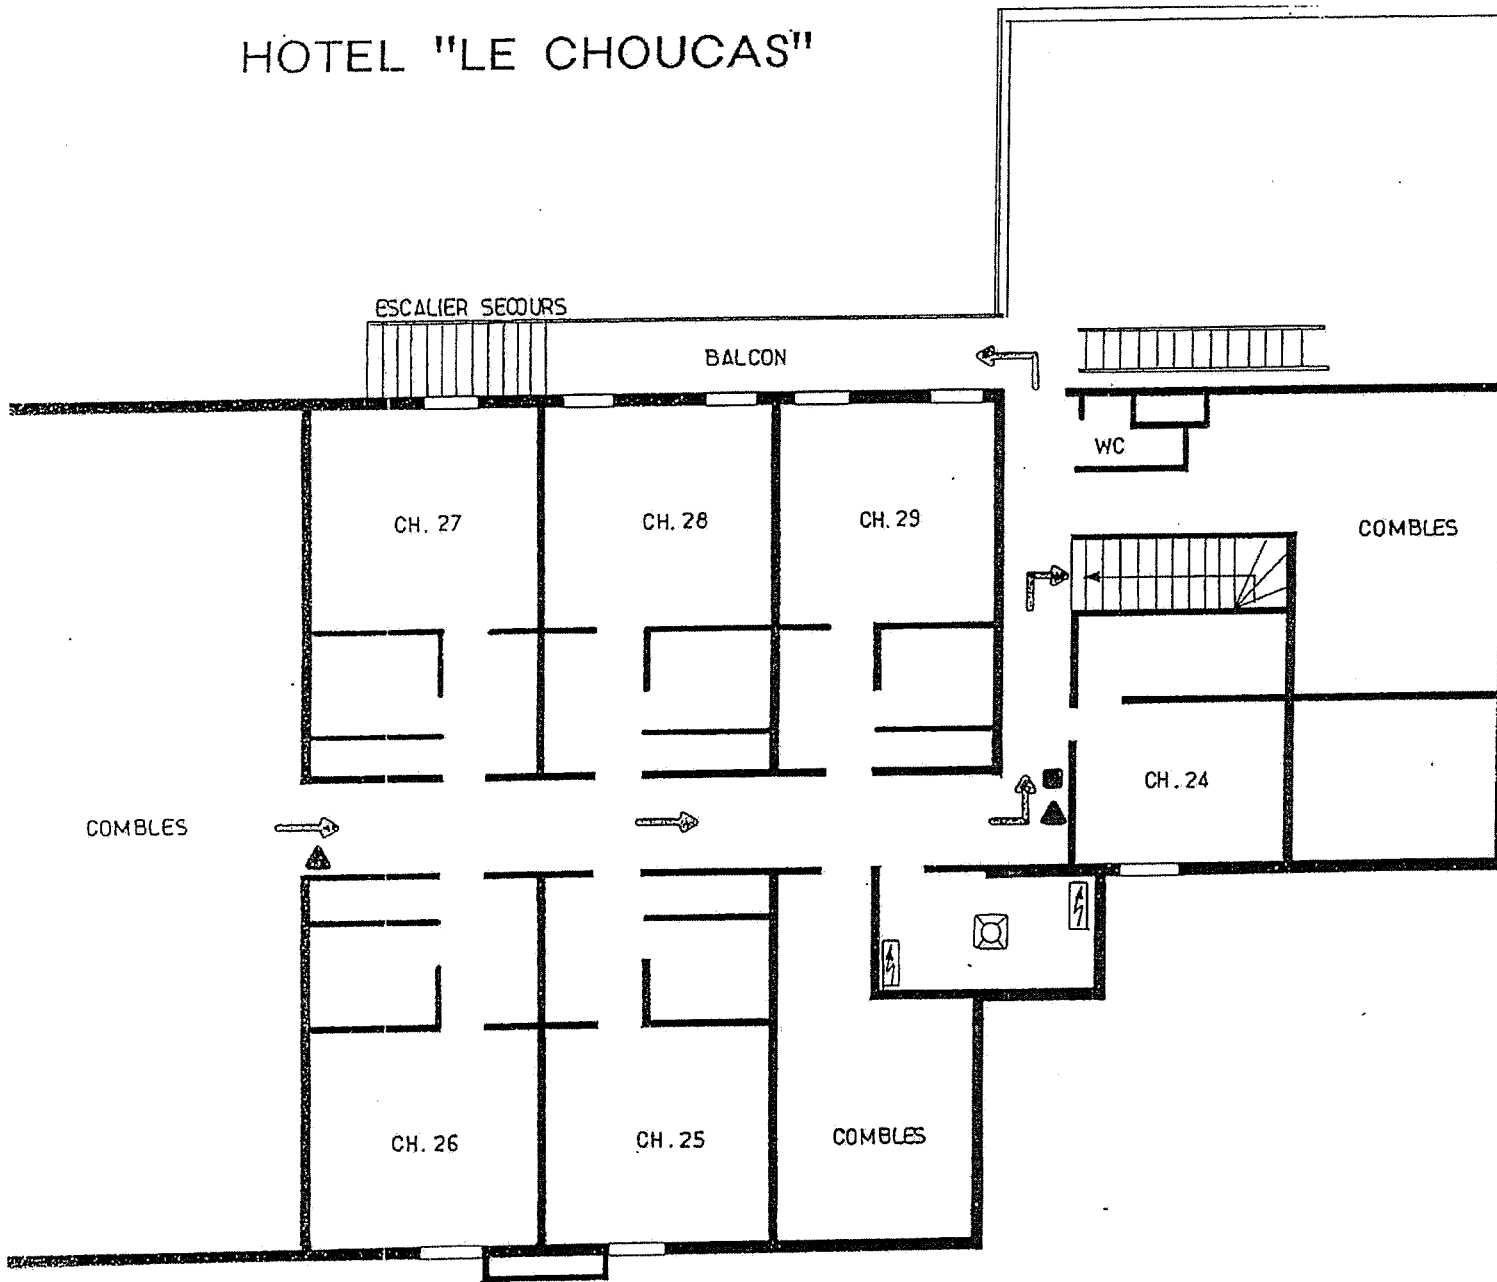 HOTEL "LE CHOUCAS"
ESCALIER SECOURS
BALCON
WC
CH. 27
CH. 28
CH. 29
COMBLES
CH. 24
COMBLES
CH. 26
CH. 25
COMBLES